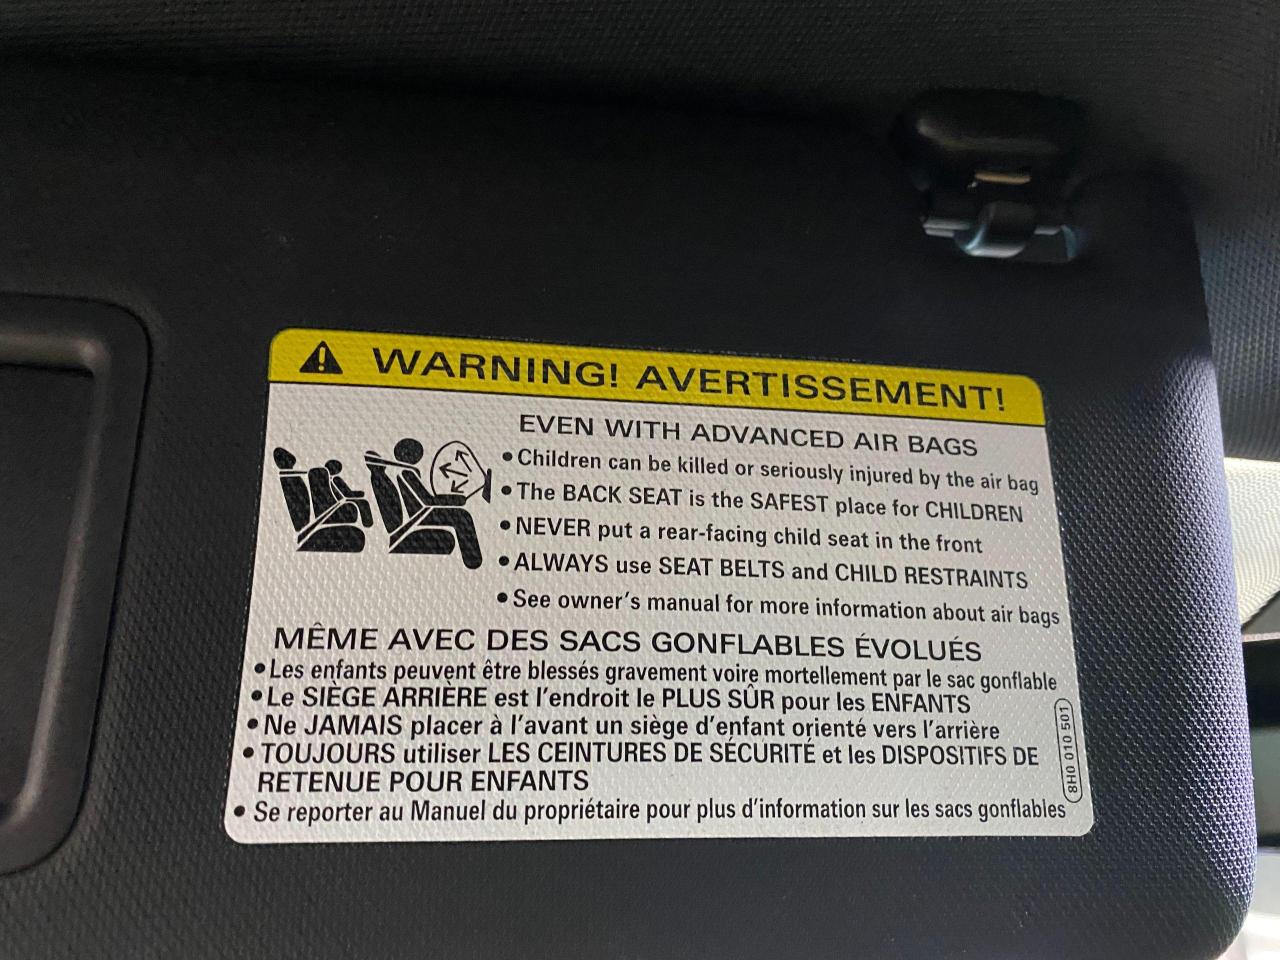 WARNING! AVERTISSEMENT!
EVEN WITH ADVANCED AIR BAGS
• Children can be killed or seriously injured by the air bag
• The BACK SEAT is the SAFEST place for CHILDREN
• NEVER put a rear-facing child seat in the front
• ALWAYS use SEAT BELTS and CHILD RESTRAINTS
• See owner's manual for more information about air bags
MÊME AVEC DES SACS GONFLABLES ÉVOLUÉS
• Les enfants peuvent être blessés gravement voire mortellement par le sac gonflable
• Le SIÈGE ARRIÈRE est l'endroit le PLUS SÛR pour les ENFANTS
• Ne JAMAIS placer à l'avant un siège d'enfant orienté vers l'arrière
• TOUJOURS utiliser LES CEINTURES DE SÉCURITÉ et les DISPOSITIFS DE
RETENUE POUR ENFANTS
• Se reporter au Manuel du propriétaire pour plus d'information sur les sacs gonflables
8H0 010 501